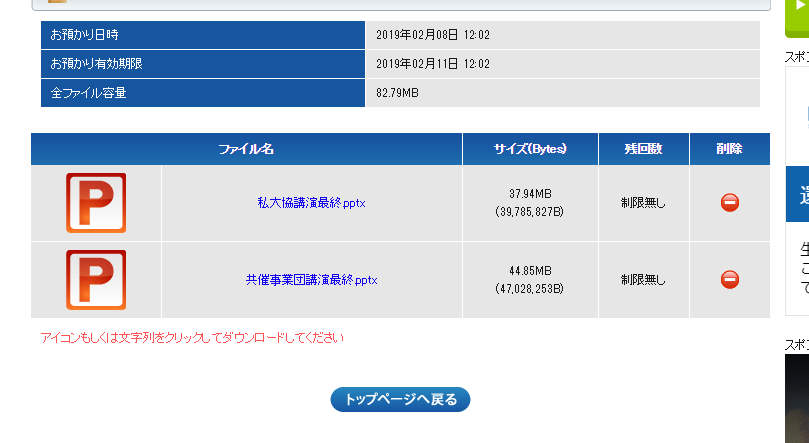 お預かり日時 2019年02月08日 12:02
お預かり有効期限 2019年02月11日 12:02
全ファイル容量 82.79MB
ファイル名 サイズ(Bytes) 残回数 削除
P 私大協講演最終.pptx 37.94MB 制限無し
(39,785,827B)
P 共催事業団講演最終.pptx 44.85MB 制限無し
(47,028,253B)
アイコンもしくは文字列をクリックしてダウンロードしてください
トップページへ戻る
スポ
スポ